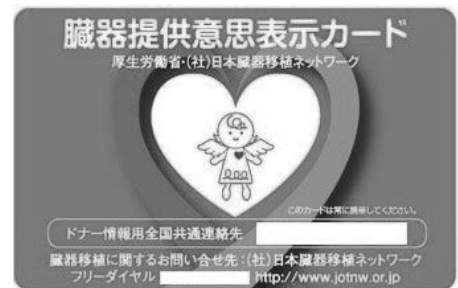 臓器提供意思表示カード
厚生労働省・(社)日本臓器移植ネットワーク
このカードは常に携帯してください。
ドナー情報用全国共通連絡先
臓器移植に関するお問い合せ先:(社)日本臓器移植ネットワーク
フリーダイヤル http://www.jotnw.or.jp